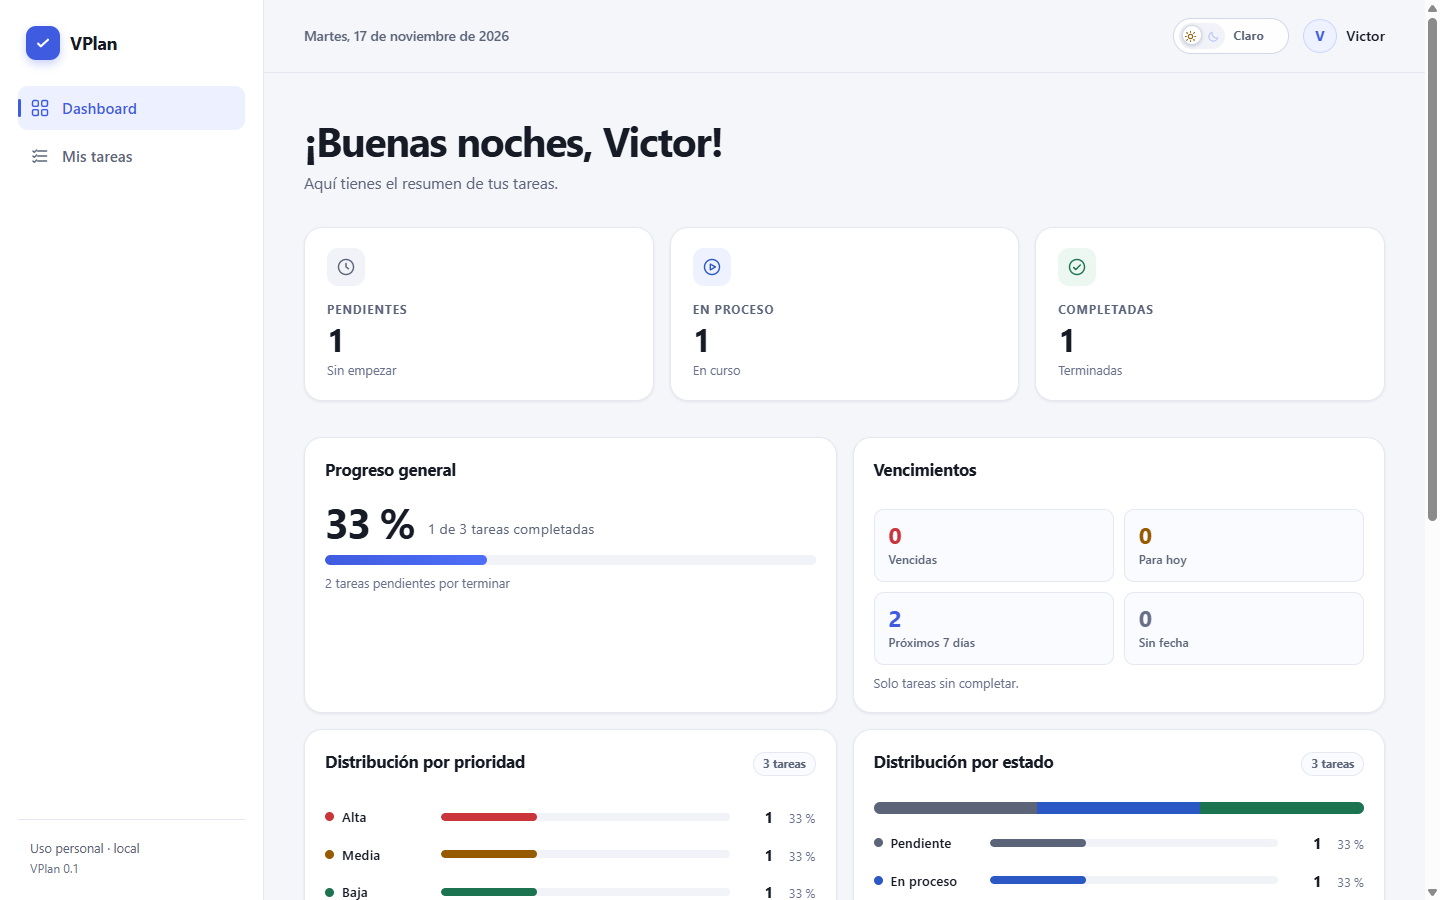 VPlan
Dashboard
Mis tareas
Uso personal · local
VPlan 0.1
Martes, 17 de noviembre de 2026
Claro
V
Victor
¡Buenas noches, Victor!
Aquí tienes el resumen de tus tareas.
PENDIENTES
1
Sin empezar
EN PROCESO
1
En curso
COMPLETADAS
1
Terminadas
Progreso general
33 % 1 de 3 tareas completadas
2 tareas pendientes por terminar
Vencimientos
0
Vencidas
0
Para hoy
2
Próximos 7 días
0
Sin fecha
Solo tareas sin completar.
Distribución por prioridad
3 tareas
Alta 1 33 %
Media 1 33 %
Baja 1 33 %
Distribución por estado
3 tareas
Pendiente 1 33 %
En proceso 1 33 %